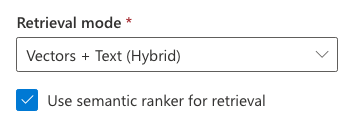 Retrieval mode *
Vectors + Text (Hybrid)
Use semantic ranker for retrieval